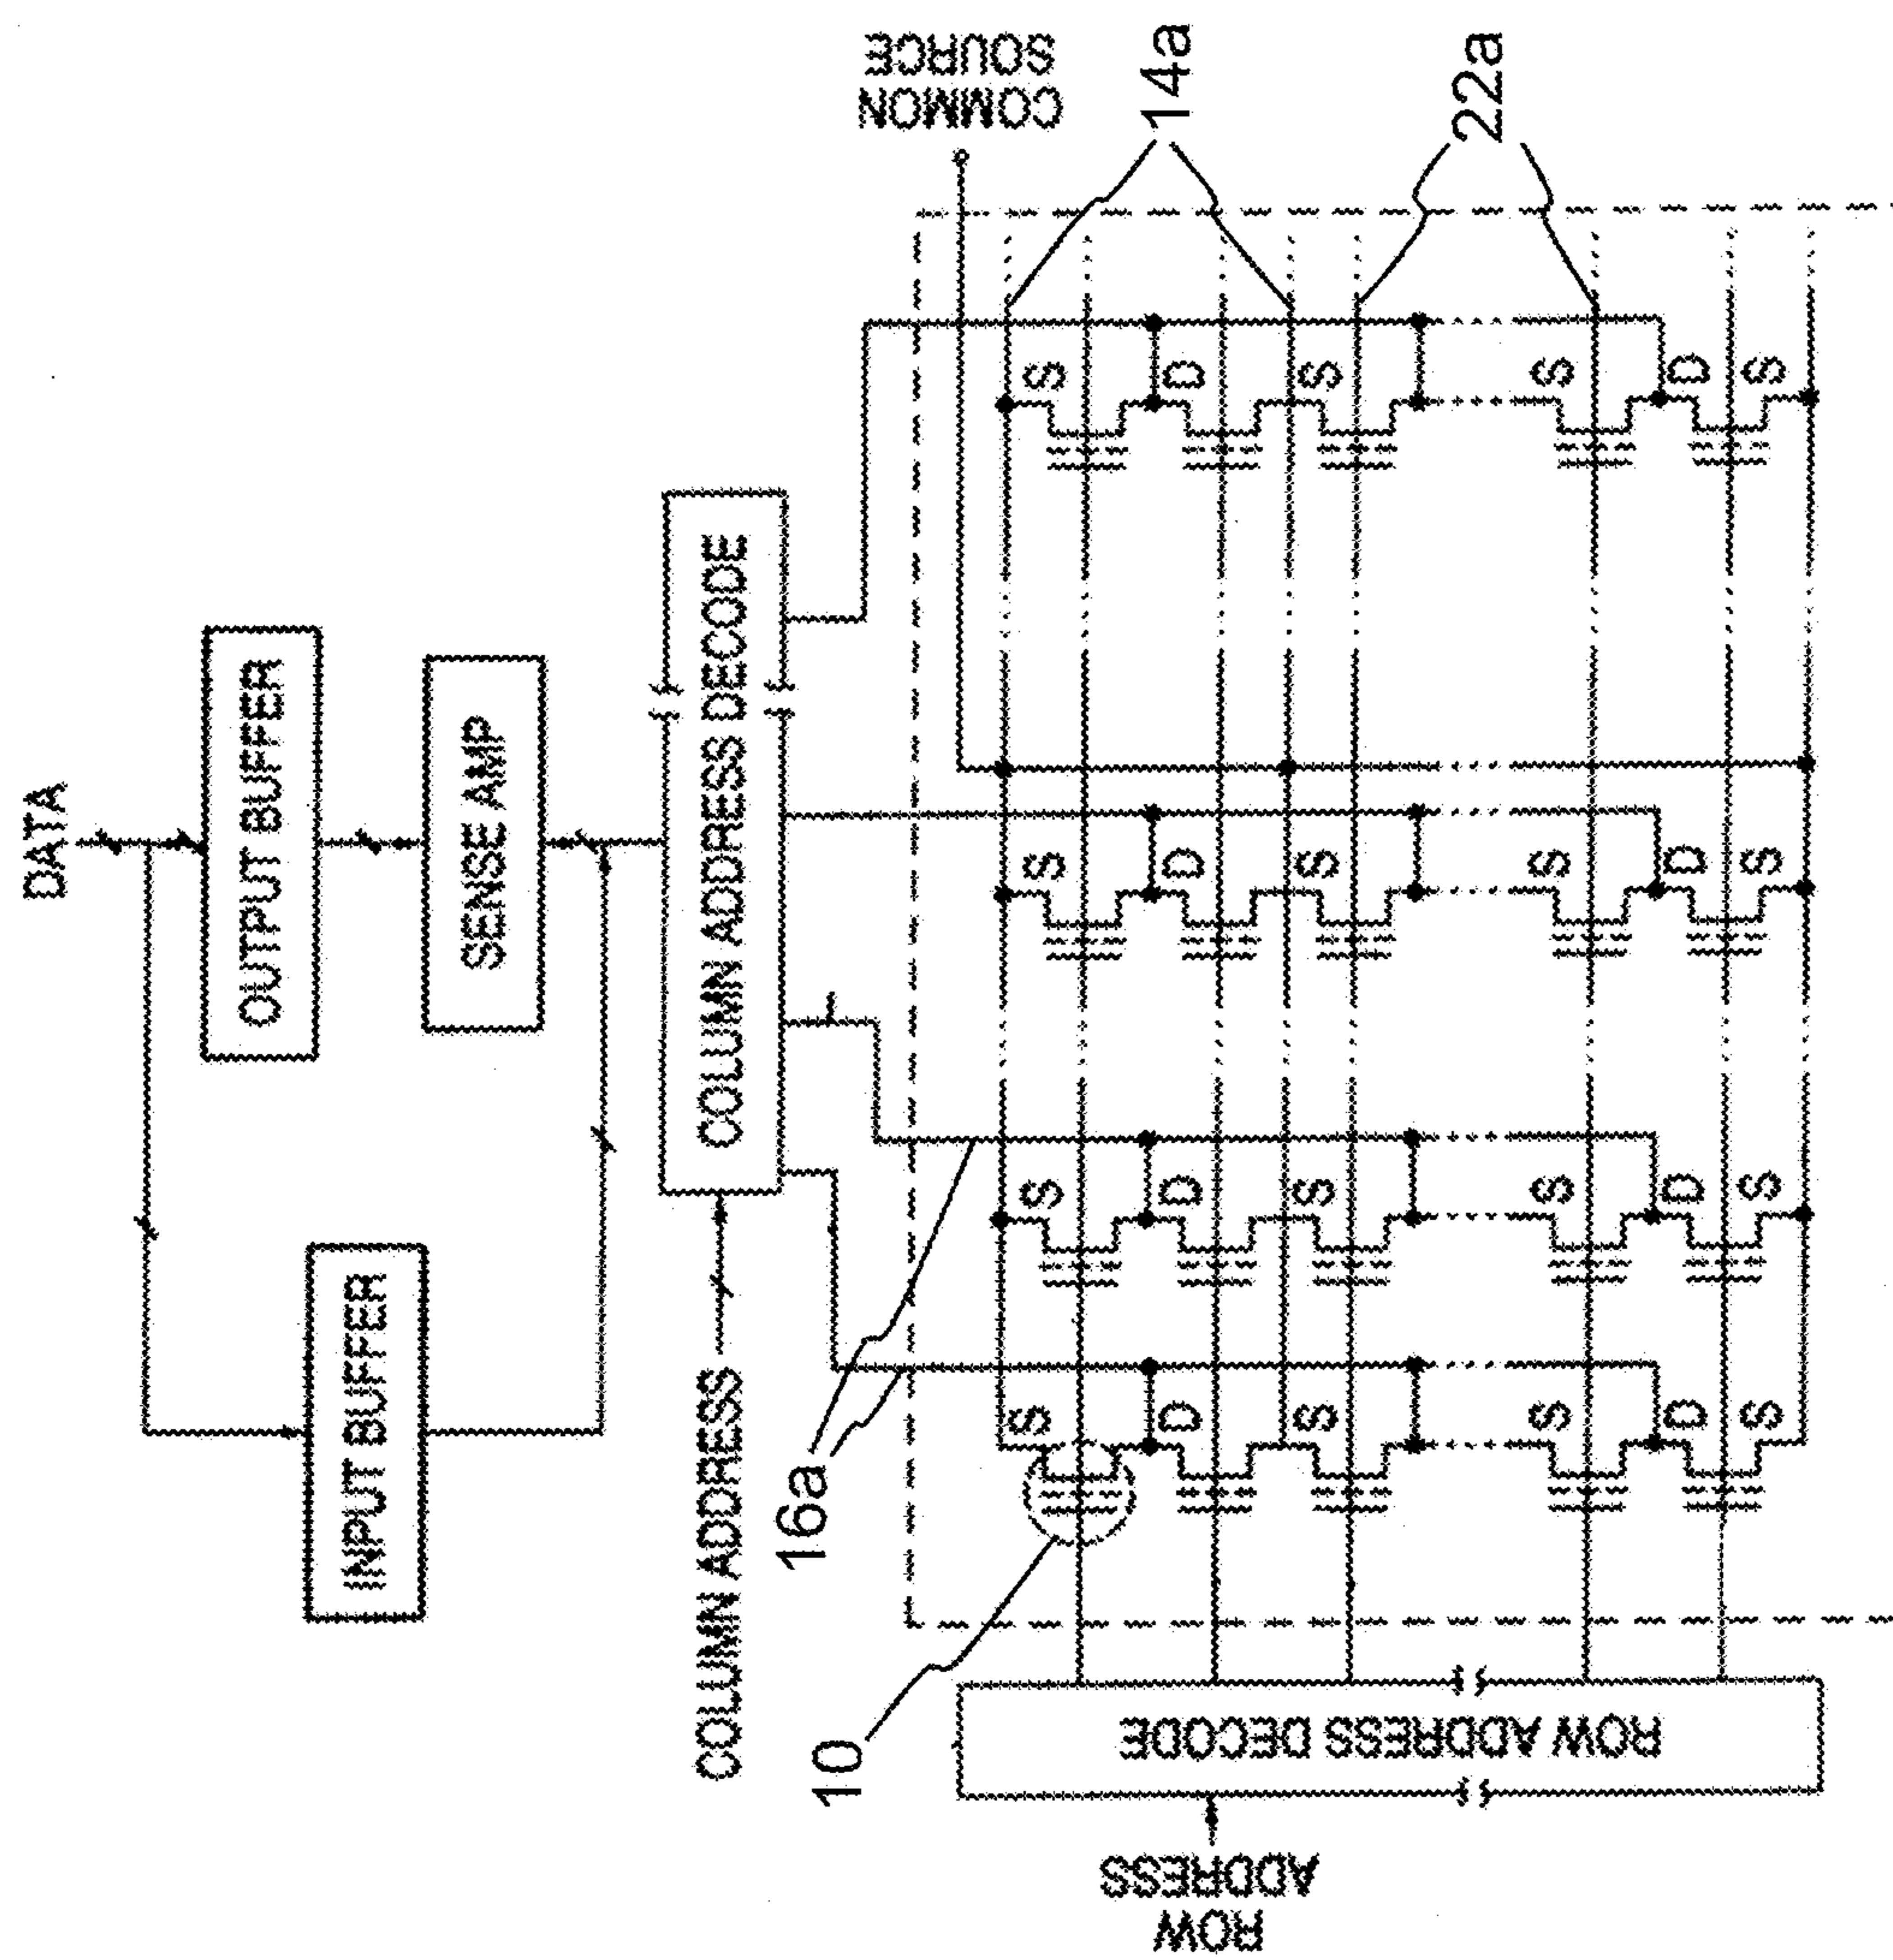 DATA
OUTPUT BUFFER
INPUT BUFFER
SENSE AMP
COLUMN ADDRESS
COLUMN ADDRESS DECODE
COMMON
SOURCE
16a
14a
22a
10
ROW
ADDRESS
ROW ADDRESS DECODE
S S S S
D D D D
S S S S
S S S S
D D D D
S S S S